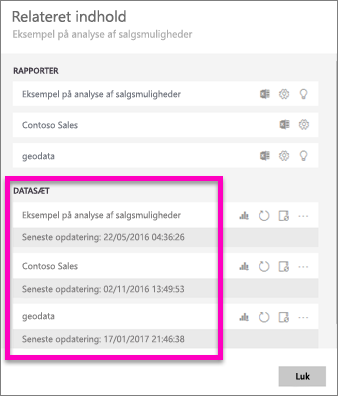 Relateret indhold
Eksempel på analyse af salgsmuligheder
RAPPORTER
Eksempel på analyse af salgsmuligheder
Contoso Sales
geodata
DATASÆT
Eksempel på analyse af salgsmuligheder
Seneste opdatering: 22/05/2016 04:36:26
Contoso Sales
Seneste opdatering: 02/11/2016 13:49:53
geodata
Seneste opdatering: 17/01/2017 21:46:38
Luk